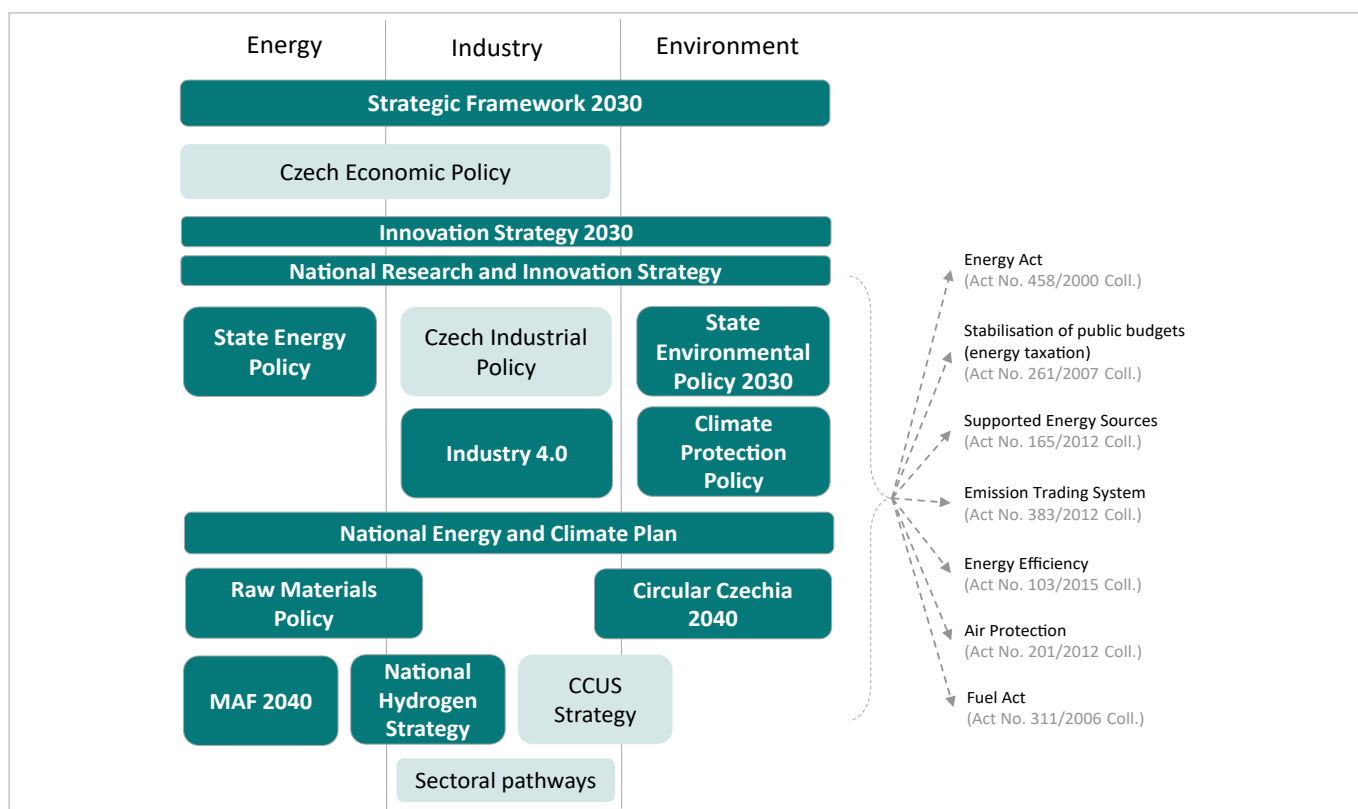 Energy
Industry
Environment
Strategic Framework 2030
Czech Economic Policy
Innovation Strategy 2030
National Research and Innovation Strategy
State Energy
Policy
Czech Industrial
Policy
State
Environmental
Policy 2030
Industry 4.0
Climate
Protection
Policy
National Energy and Climate Plan
Raw Materials
Policy
Circular Czechia
2040
MAF 2040
National
Hydrogen
Strategy
CCUS
Strategy
Sectoral pathways
Energy Act
(Act No. 458/2000 Coll.)
Stabilisation of public budgets
(energy taxation)
(Act No. 261/2007 Coll.)
Supported Energy Sources
(Act No. 165/2012 Coll.)
Emission Trading System
(Act No. 383/2012 Coll.)
Energy Efficiency
(Act No. 103/2015 Coll.)
Air Protection
(Act No. 201/2012 Coll.)
Fuel Act
(Act No. 311/2006 Coll.)